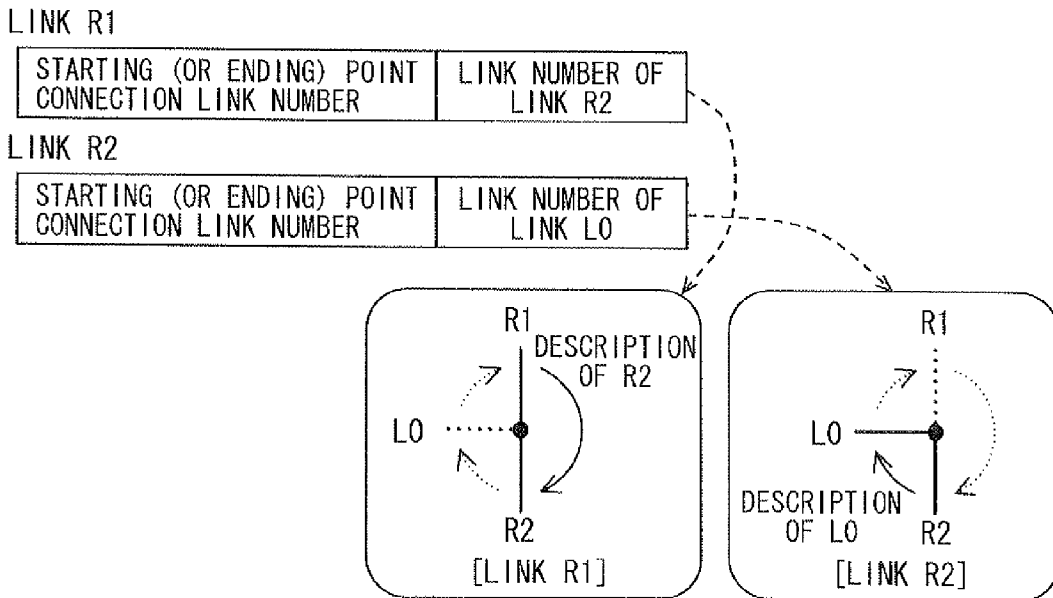 LINK R1
STARTING (OR ENDING) POINT
CONNECTION LINK NUMBER
LINK NUMBER OF
LINK R2
LINK R2
STARTING (OR ENDING) POINT
CONNECTION LINK NUMBER
LINK NUMBER OF
LINK L0
R1
DESCRIPTION
OF R2
L0
R2
[LINK R1]
R1
L0
DESCRIPTION
OF L0
R2
[LINK R2]